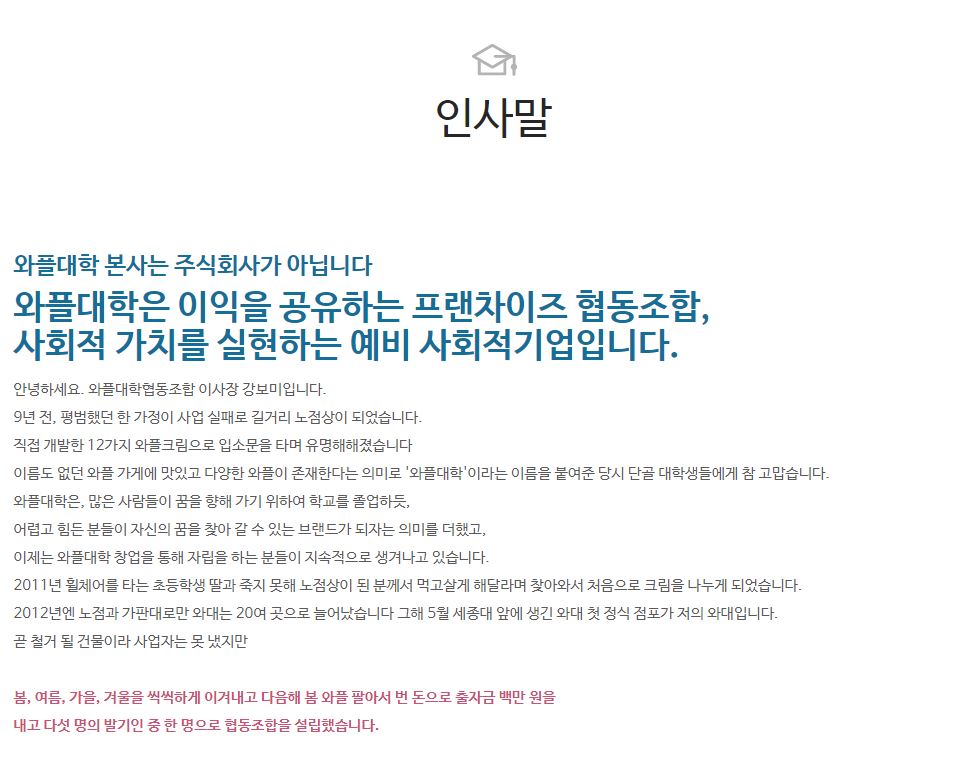 인사말
와플대학 본사는 주식회사가 아닙니다
와플대학은 이익을 공유하는 프랜차이즈 협동조합,
사회적 가치를 실현하는 예비 사회적기업입니다.
안녕하세요. 와플대학협동조합 이사장 강보미입니다.
9년 전, 평범했던 한 가정이 사업 실패로 길거리 노점상이 되었습니다.
직접 개발한 12가지 와플크림으로 입소문을 타며 유명해해졌습니다
이름도 없던 와플 가게에 맛있고 다양한 와플이 존재한다는 의미로 '와플대학'이라는 이름을 붙여준 당시 단골 대학생들에게 참 고맙습니다.
와플대학은, 많은 사람들이 꿈을 향해 가기 위하여 학교를 졸업하듯,
어렵고 힘든 분들이 자신의 꿈을 찾아 갈 수 있는 브랜드가 되자는 의미를 더했고,
이제는 와플대학 창업을 통해 자립을 하는 분들이 지속적으로 생겨나고 있습니다.
2011년 휠체어를 타는 초등학생 딸과 죽지 못해 노점상이 된 분께서 먹고살게 해달라며 찾아와서 처음으로 크림을 나누게 되었습니다.
2012년엔 노점과 가판대로만 와대는 20여 곳으로 늘어났습니다 그해 5월 세종대 앞에 생긴 와대 첫 정식 점포가 저의 와대입니다.
곧 철거 될 건물이라 사업자는 못 냈지만
봄, 여름, 가을, 겨울을 씩씩하게 이겨내고 다음해 봄 와플 팔아서 번 돈으로 출자금 백만 원을
내고 다섯 명의 발기인 중 한 명으로 협동조합을 설립했습니다.